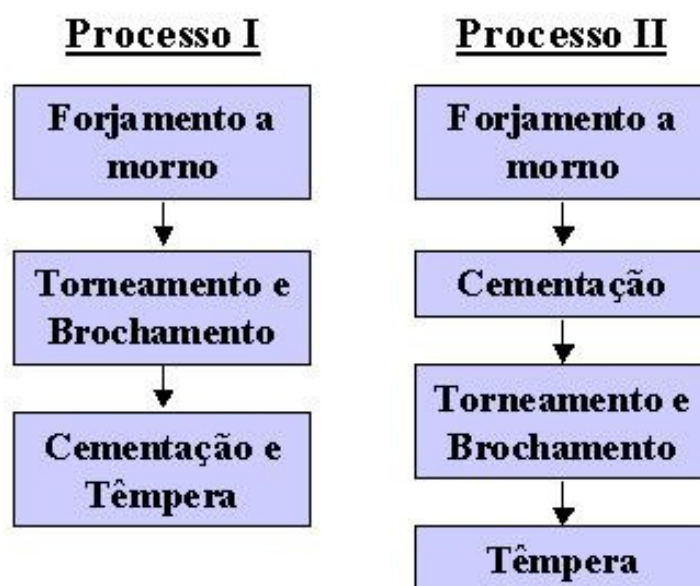 Processo I
Forjamento a
morno
Torneamento e
Brochamento
Cementação e
Têmpera
Processo II
Forjamento a
morno
Cementação
Torneamento e
Brochamento
Têmpera